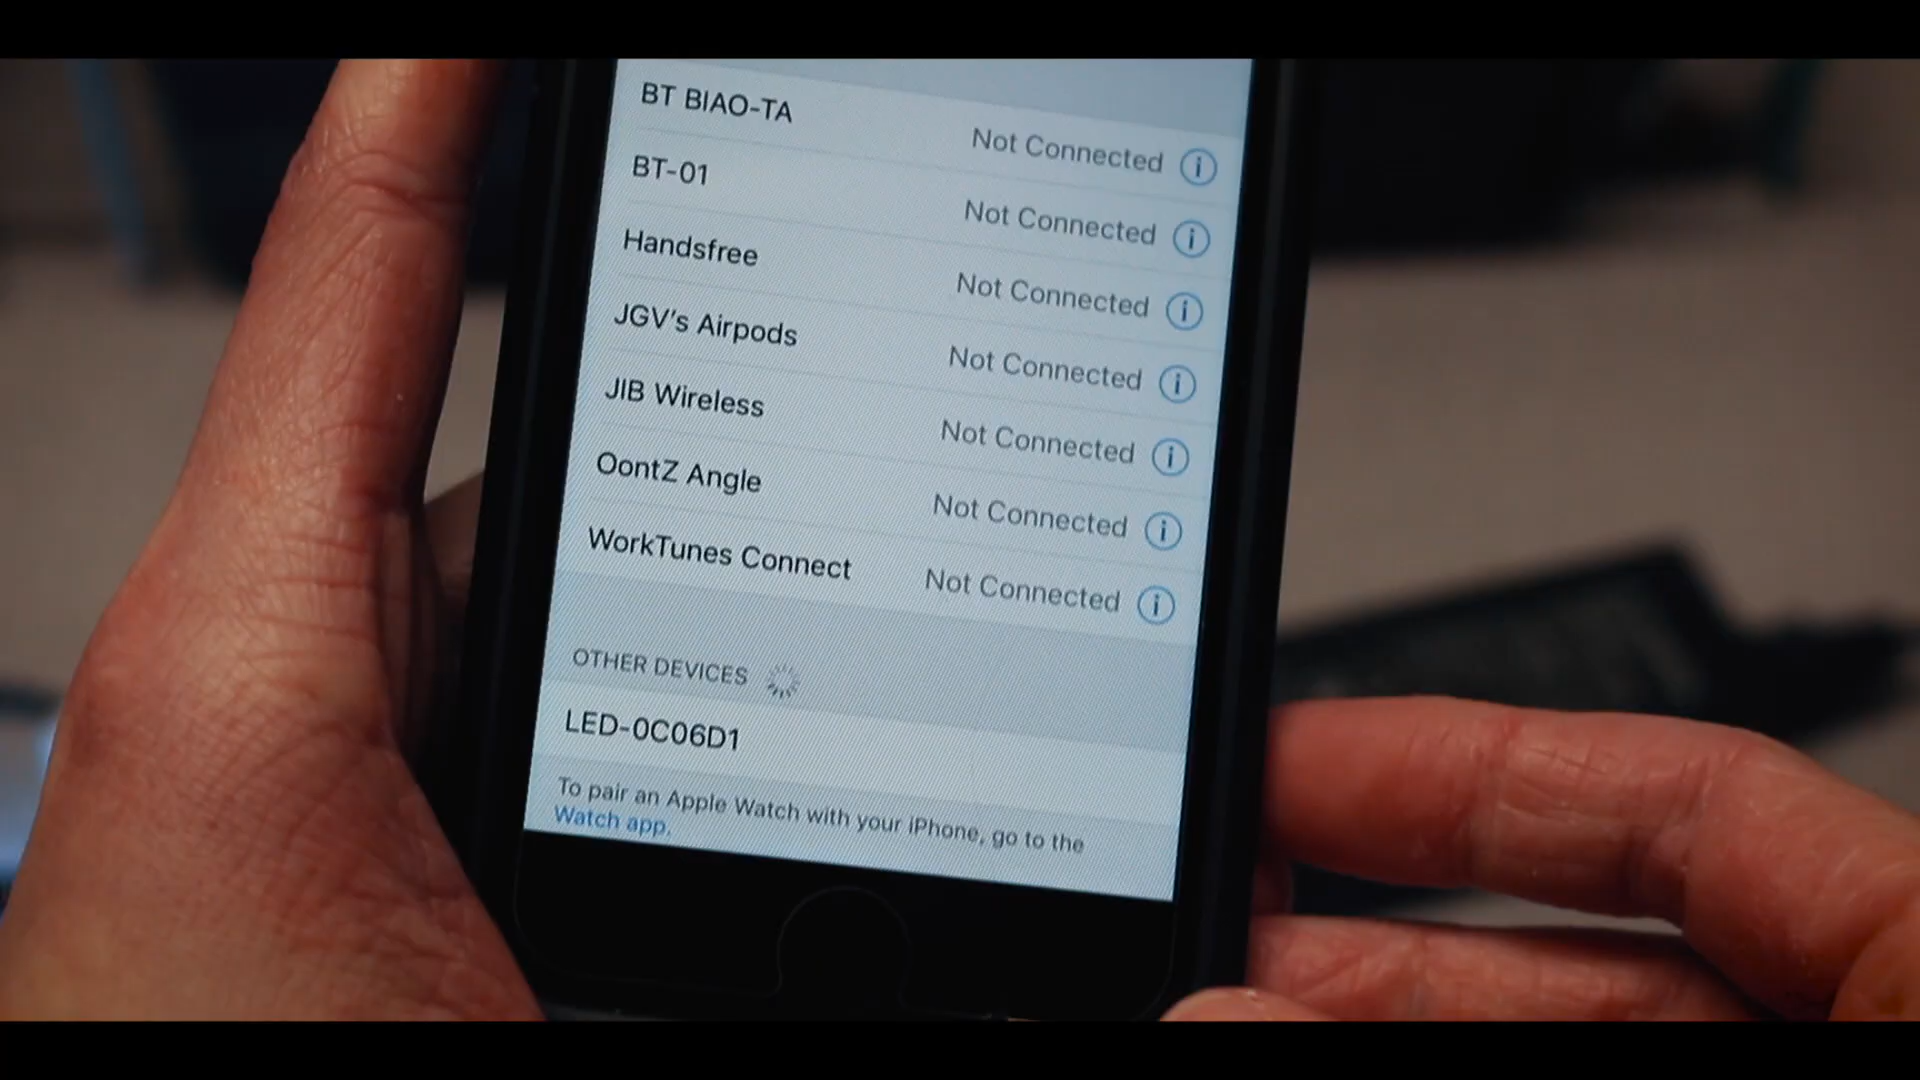 BT BIAO-TA Not Connected
BT-01 Not Connected
Handsfree Not Connected
JGV's Airpods Not Connected
JIB Wireless Not Connected
OontZ Angle Not Connected
WorkTunes Connect Not Connected
OTHER DEVICES
LED-0C06D1
To pair an Apple Watch with your iPhone, go to the
Watch app.